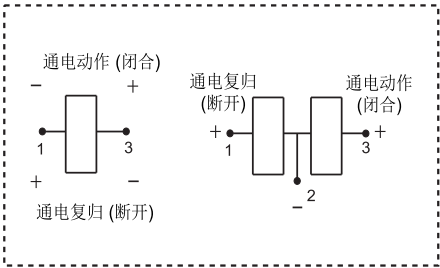 通电动作 (闭合)
− +
1 3
+ −
通电复归 (断开)
通电复归
(断开)
通电动作
(闭合)
+ +
1 3
2
−